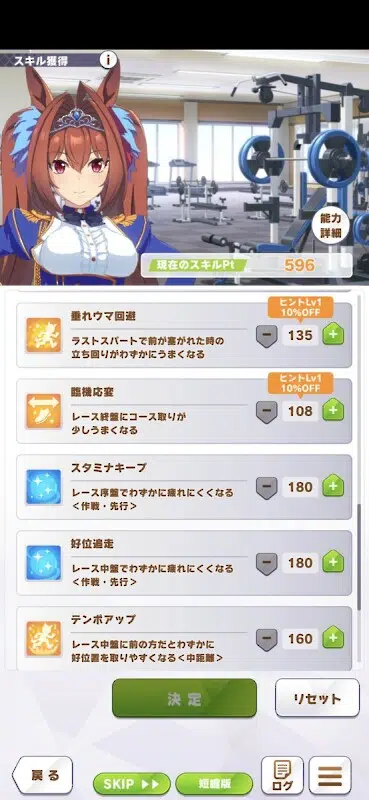 スキル獲得
i
能力
詳細
現在のスキルPt
596
垂れウマ回避
ラストスパートで前が塞がれた時の
立ち回りがわずかにうまくなる
ヒントLv1
10%OFF
135
臨機応変
レース終盤にコース取りが
少しうまくなる
ヒントLv1
10%OFF
108
スタミナキープ
レース序盤でわずかに疲れにくくなる
<作戦・先行>
180
好位追走
レース中盤でわずかに疲れにくくなる
<作戦・先行>
180
テンポアップ
レース中盤に前の方だとわずかに
好位置を取りやすくなる<中距離>
160
決定
リセット
戻る
SKIP
短縮版
ログ